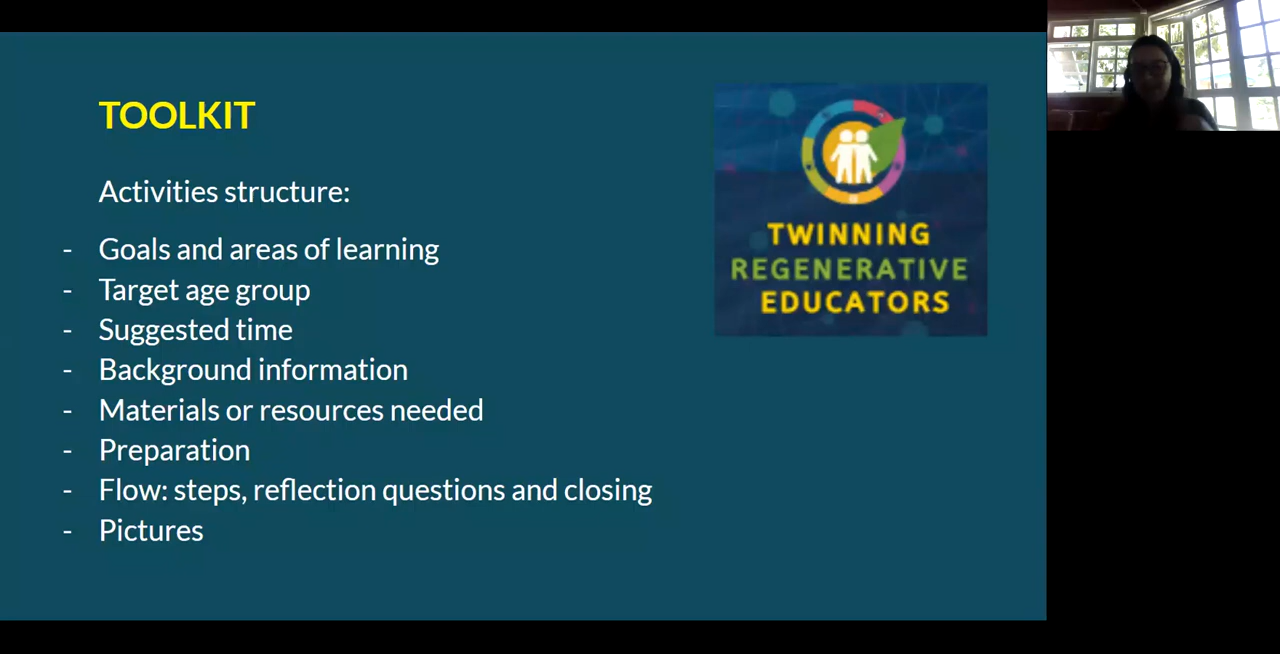 TOOLKIT
Activities structure:
- Goals and areas of learning
- Target age group
- Suggested time
- Background information
- Materials or resources needed
- Preparation
- Flow: steps, reflection questions and closing
- Pictures
TWINNING
REGENERATIVE
EDUCATORS